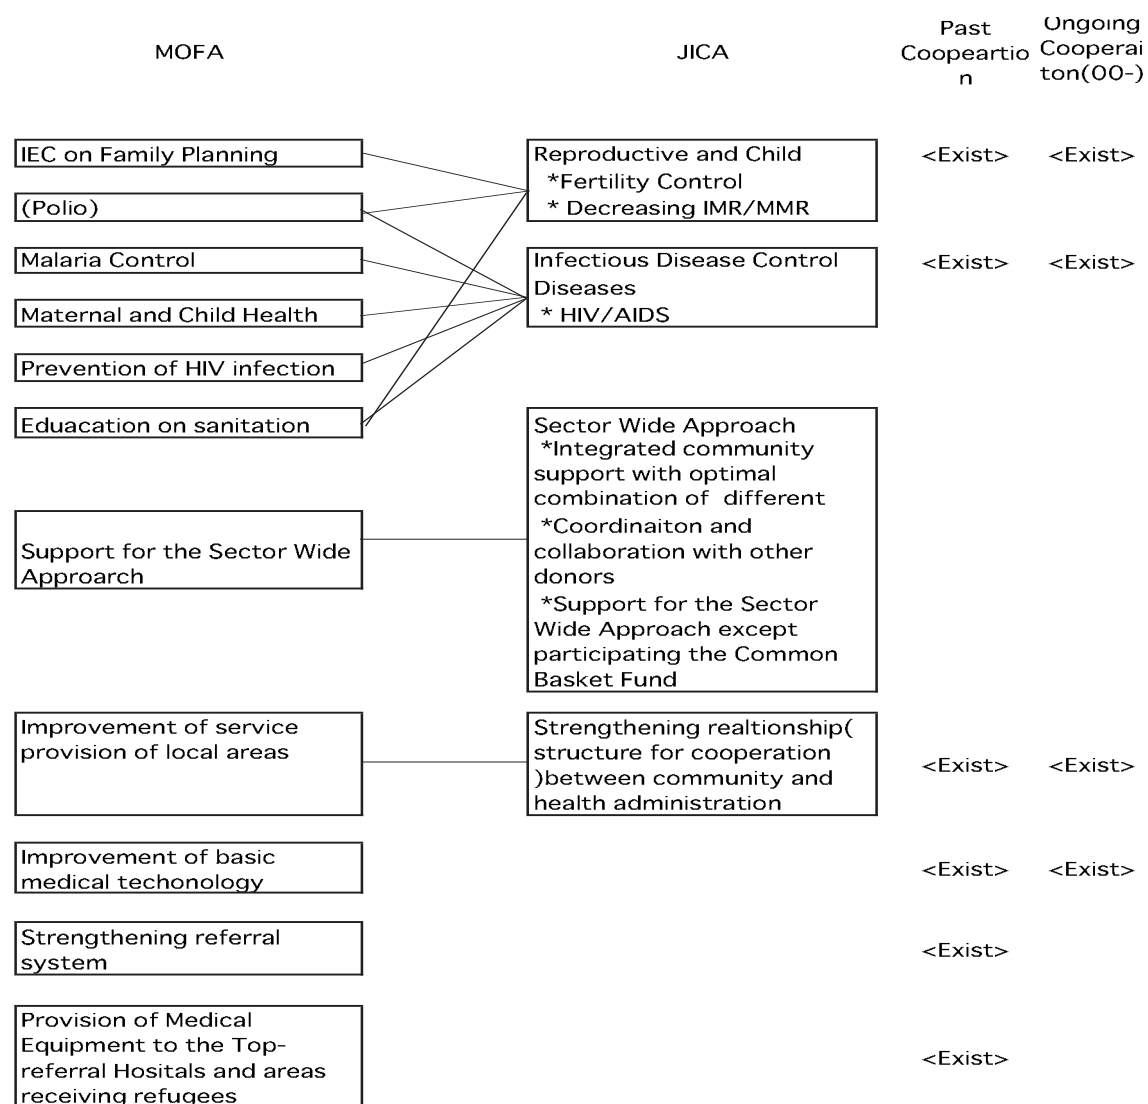 MOFA
JICA
Past
Coopeartio
n
Ongoing
Cooperai
ton(00-)
IEC on Family Planning
(Polio)
Malaria Control
Maternal and Child Health
Prevention of HIV infection
Eduacation on sanitation
Support for the Sector Wide
Approarch
Improvement of service
provision of local areas
Improvement of basic
medical techonology
Strengthening referral
system
Provision of Medical
Equipment to the Top-
referral Hositals and areas
receiving refugees
Reproductive and Child
*Fertility Control
* Decreasing IMR/MMR
Infectious Disease Control
Diseases
* HIV/AIDS
Sector Wide Approach
*Integrated community
support with optimal
combination of different
*Coordinaiton and
collaboration with other
donors
*Support for the Sector
Wide Approach except
participating the Common
Basket Fund
Strengthening realtionship(
structure for cooperation
)between community and
health administration
<Exist> <Exist>
<Exist> <Exist>
<Exist> <Exist>
<Exist> <Exist>
<Exist>
<Exist>